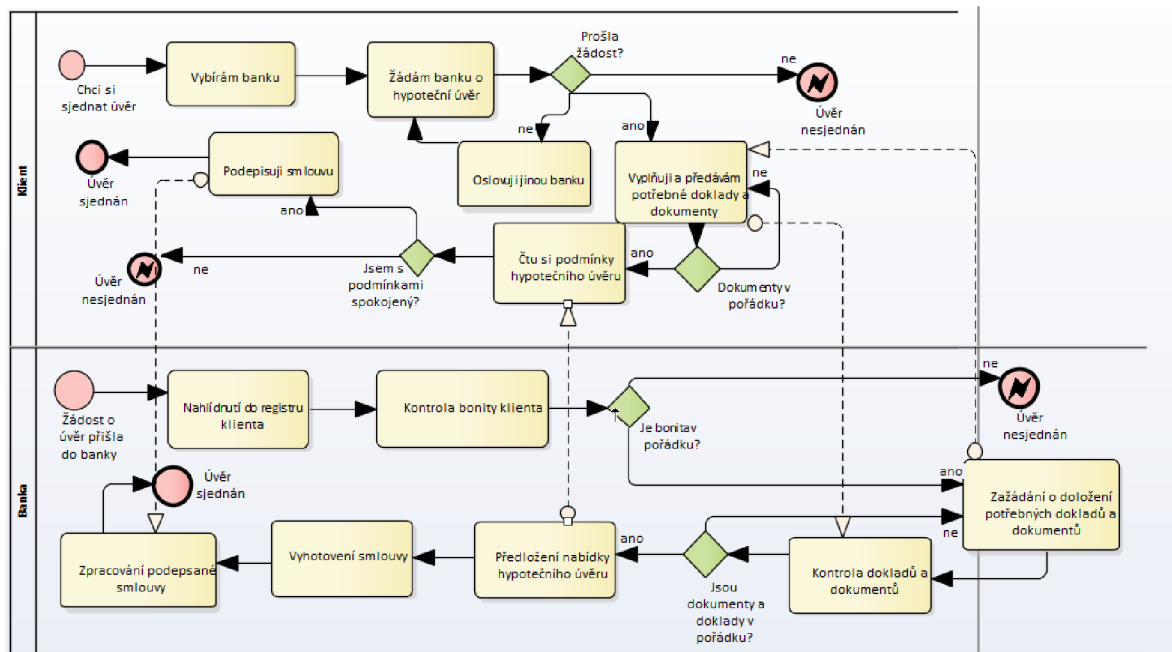 Klient
Chci si
sjednat úvěr
Vybírám banku
Žádám banku o
hypoteční úvěr
Prošla
žádost?
ne
Úvěr
nesjednán
ne
ano
Oslovuji jinou banku
Vyplňuji a předávám
potřebné doklady a
dokumenty
ne
Podepisuji smlouvu
Úvěr
sjednán
ano
Čtu si podmínky
hypotečního úvěru
ano
Dokumenty v
pořádku?
Jsem s
podmínkami
spokojený?
ne
Úvěr
nesjednán
Banka
Žádost o
úvěr přišla
do banky
Nahlídnutí do registru
klienta
Kontrola bonity klienta
Je bonita v
pořádku?
ne
Úvěr
nesjednán
ano
Zažádání o doložení
potřebných dokladů a
dokumentů
ne
Úvěr
sjednán
Zpracování podepsané
smlouvy
Vyhotovení smlouvy
Předložení nabídky
hypotečního úvěru
ano
Jsou
dokumenty a
doklady v
pořádku?
Kontrola dokladů a
dokumentů